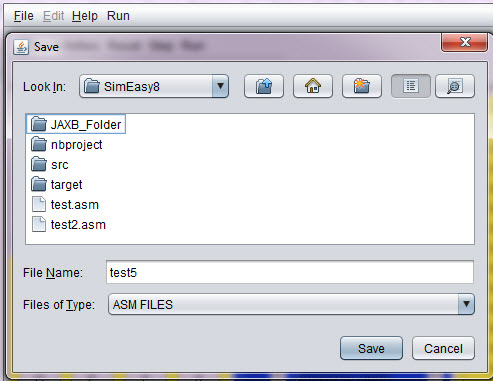 File Edit Help Run
Save
Look In: SimEasy8
JAXB_Folder
nbproject
src
target
test.asm
test2.asm
File Name: test5
Files of Type: ASM FILES
Save Cancel